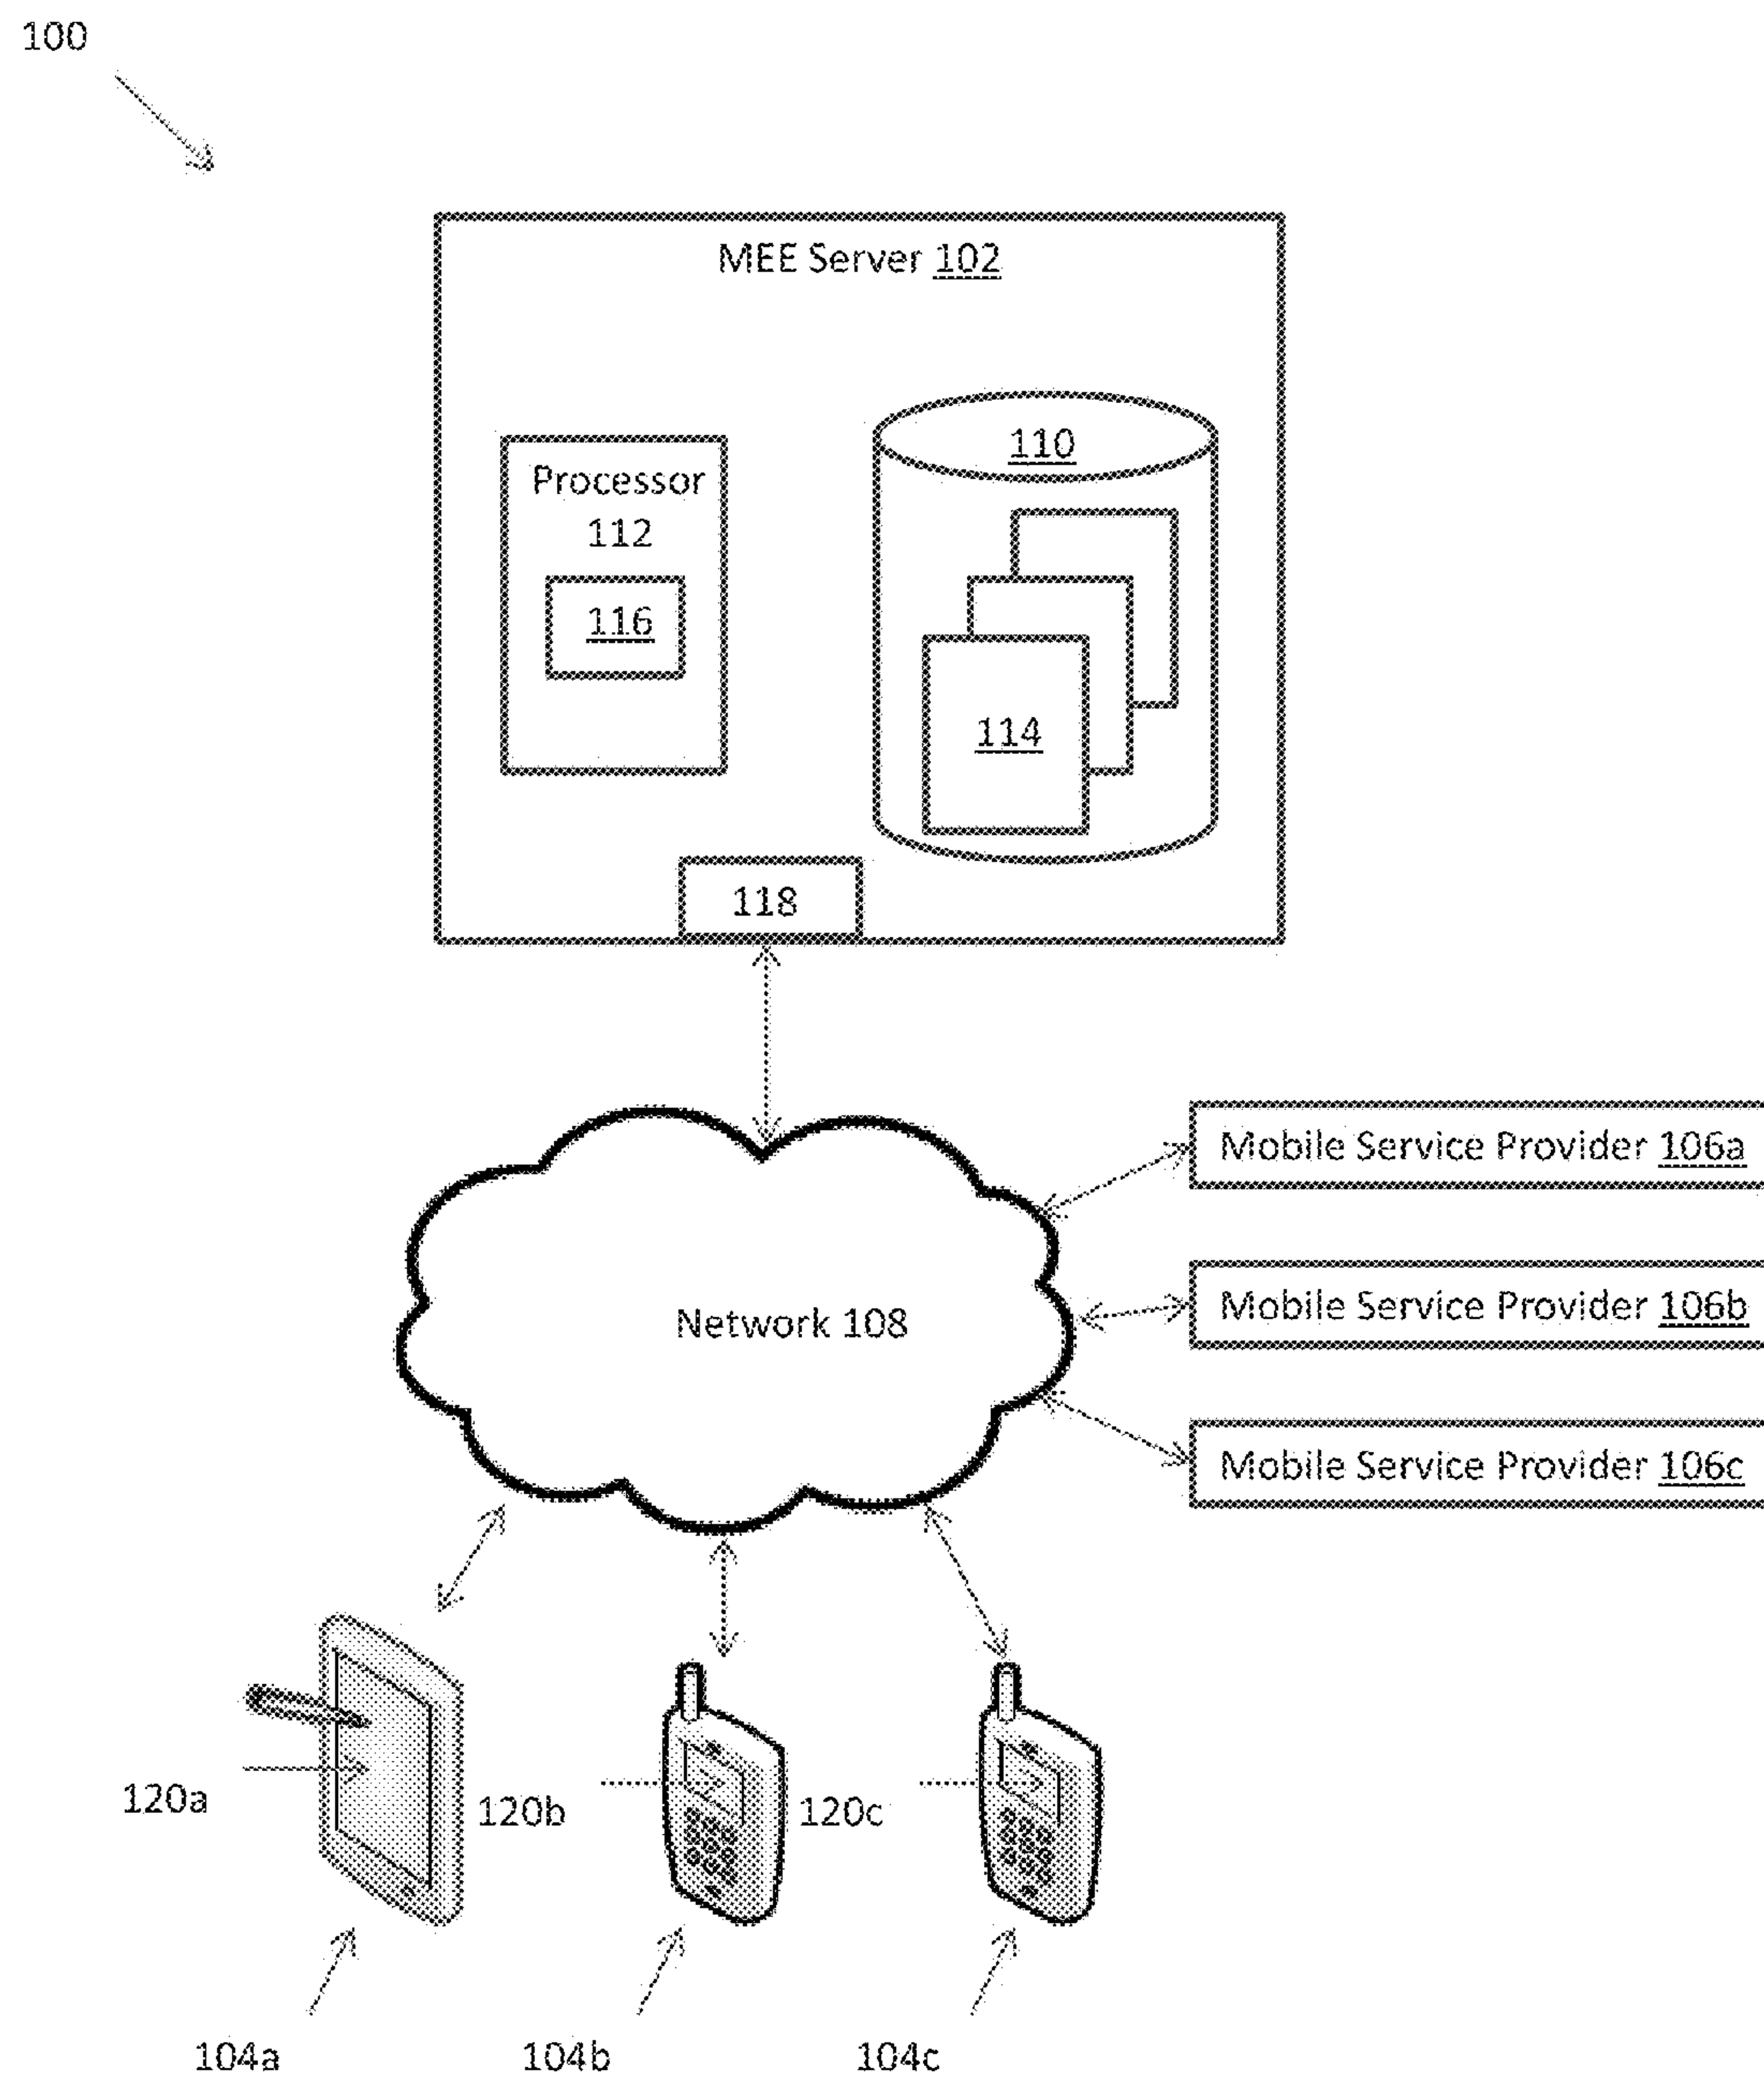 100
MEE Server 102
110
Processor
112
116
114
118
Mobile Service Provider 106a
Mobile Service Provider 106b
Network 108
Mobile Service Provider 106c
120a
120b
120c
104a
104b
104c